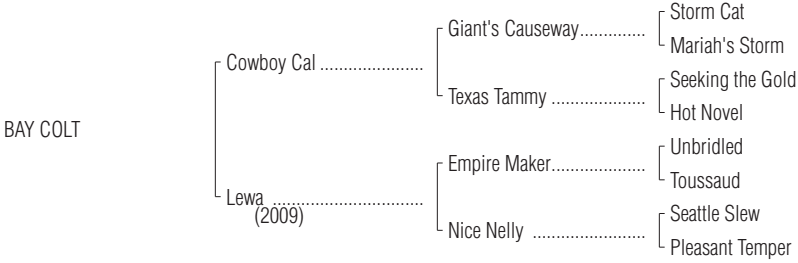 Storm Cat
Giant's Causeway..............
Mariah's Storm
Cowboy Cal ......................
Seeking the Gold
Texas Tammy ....................
Hot Novel
BAY COLT
Unbridled
Empire Maker....................
Toussaud
Lewa ................................
(2009)
Seattle Slew
Nice Nelly ........................
Pleasant Temper